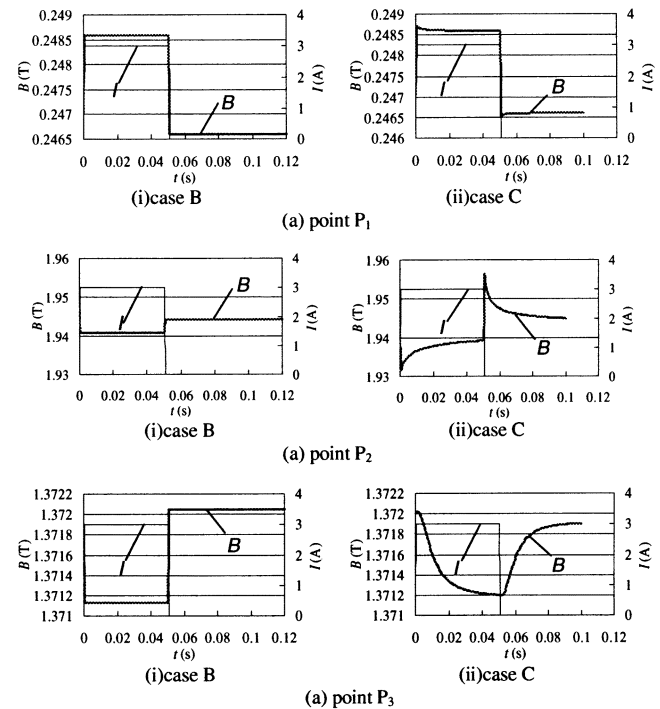 0.249
0.2485
0.248
0.2475
0.247
0.2465
B (T)
I
B
4
3
2
1
0
I (A)
0 0.02 0.04 0.06 0.08 0.1 0.12
t (s)
(i)case B
0.249
0.2485
0.248
0.2475
0.247
0.2465
0.246
B (T)
I
B
4
3
2
1
0
I (A)
0 0.02 0.04 0.06 0.08 0.1 0.12
t (s)
(ii)case C
(a) point P1
1.96
1.95
1.94
1.93
B (T)
I
B
4
3
2
1
0
I (A)
0 0.02 0.04 0.06 0.08 0.1 0.12
t (s)
(i)case B
1.96
1.95
1.94
1.93
B (T)
I
B
4
3
2
1
0
I (A)
0 0.02 0.04 0.06 0.08 0.1 0.12
t (s)
(ii)case C
(a) point P2
1.3722
1.372
1.3718
1.3716
1.3714
1.3712
1.371
B (T)
I
B
4
3
2
1
0
I (A)
0 0.02 0.04 0.06 0.08 0.1 0.12
t (s)
(i)case B
1.3722
1.372
1.3718
1.3716
1.3714
1.3712
1.371
B (T)
I
B
4
3
2
1
0
I (A)
0 0.02 0.04 0.06 0.08 0.1 0.12
t (s)
(ii)case C
(a) point P3